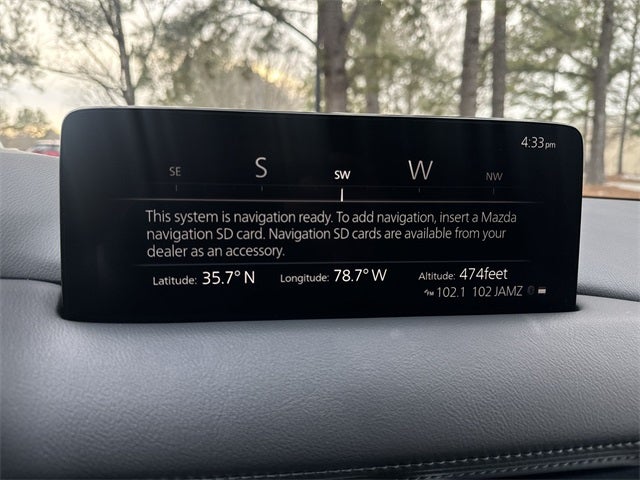 4:33pm
SE S SW W NW
This system is navigation ready. To add navigation, insert a Mazda
navigation SD card. Navigation SD cards are available from your
dealer as an accessory.
Latitude: 35.7° N Longitude: 78.7° W Altitude: 474feet
FM 102.1 102 JAMZ